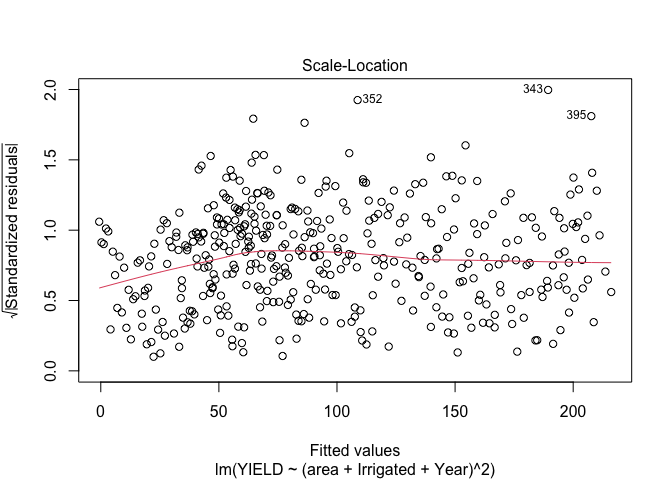 Scale-Location
√|Standardized residuals|
2.0
1.5
1.0
0.5
0.0
343
352
395
0 50 100 150 200
Fitted values
lm(YIELD ~ (area + Irrigated + Year)^2)